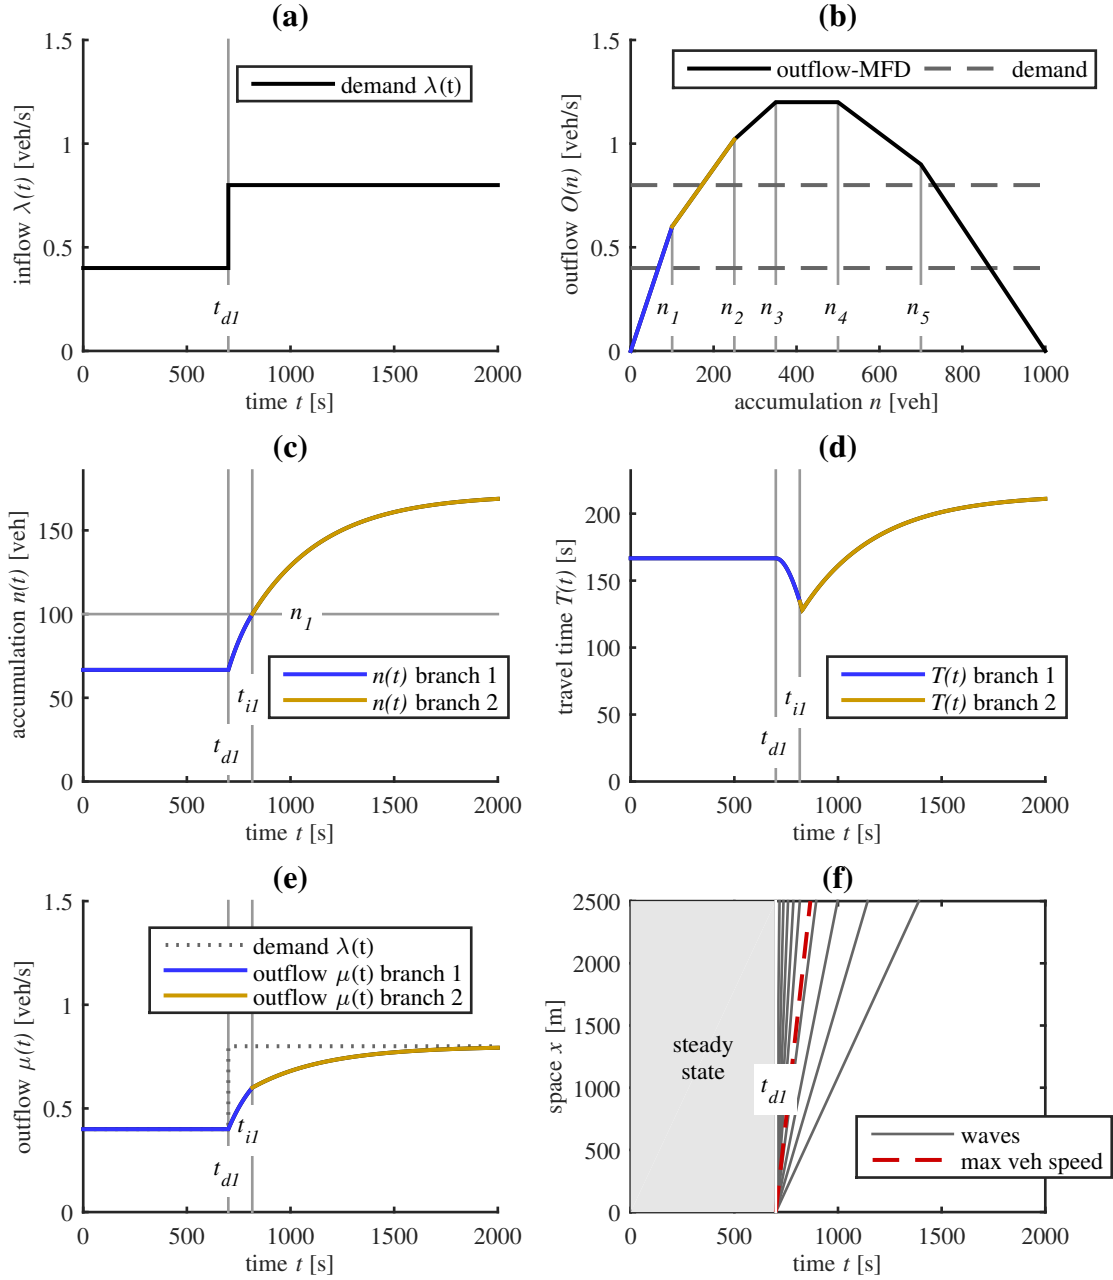 (a)
1.5
1
0.5
0
inflow λ(t) [veh/s]
demand λ(t)
t_d1
0 500 1000 1500 2000
time t [s]
(b)
1.5
1
0.5
0
outflow O(n) [veh/s]
outflow-MFD demand
n_1 n_2 n_3 n_4 n_5
0 200 400 600 800 1000
accumulation n [veh]
(c)
150
100
50
0
accumulation n(t) [veh]
n_1
n(t) branch 1
n(t) branch 2
t_i1
t_d1
0 500 1000 1500 2000
time t [s]
(d)
200
150
100
50
0
travel time T(t) [s]
T(t) branch 1
T(t) branch 2
t_i1
t_d1
0 500 1000 1500 2000
time t [s]
(e)
1.5
1
0.5
0
outflow μ(t) [veh/s]
demand λ(t)
outflow μ(t) branch 1
outflow μ(t) branch 2
t_i1
t_d1
0 500 1000 1500 2000
time t [s]
(f)
2500
2000
1500
1000
500
0
space x [m]
steady
state
t_d1
waves
max veh speed
0 500 1000 1500 2000
time t [s]